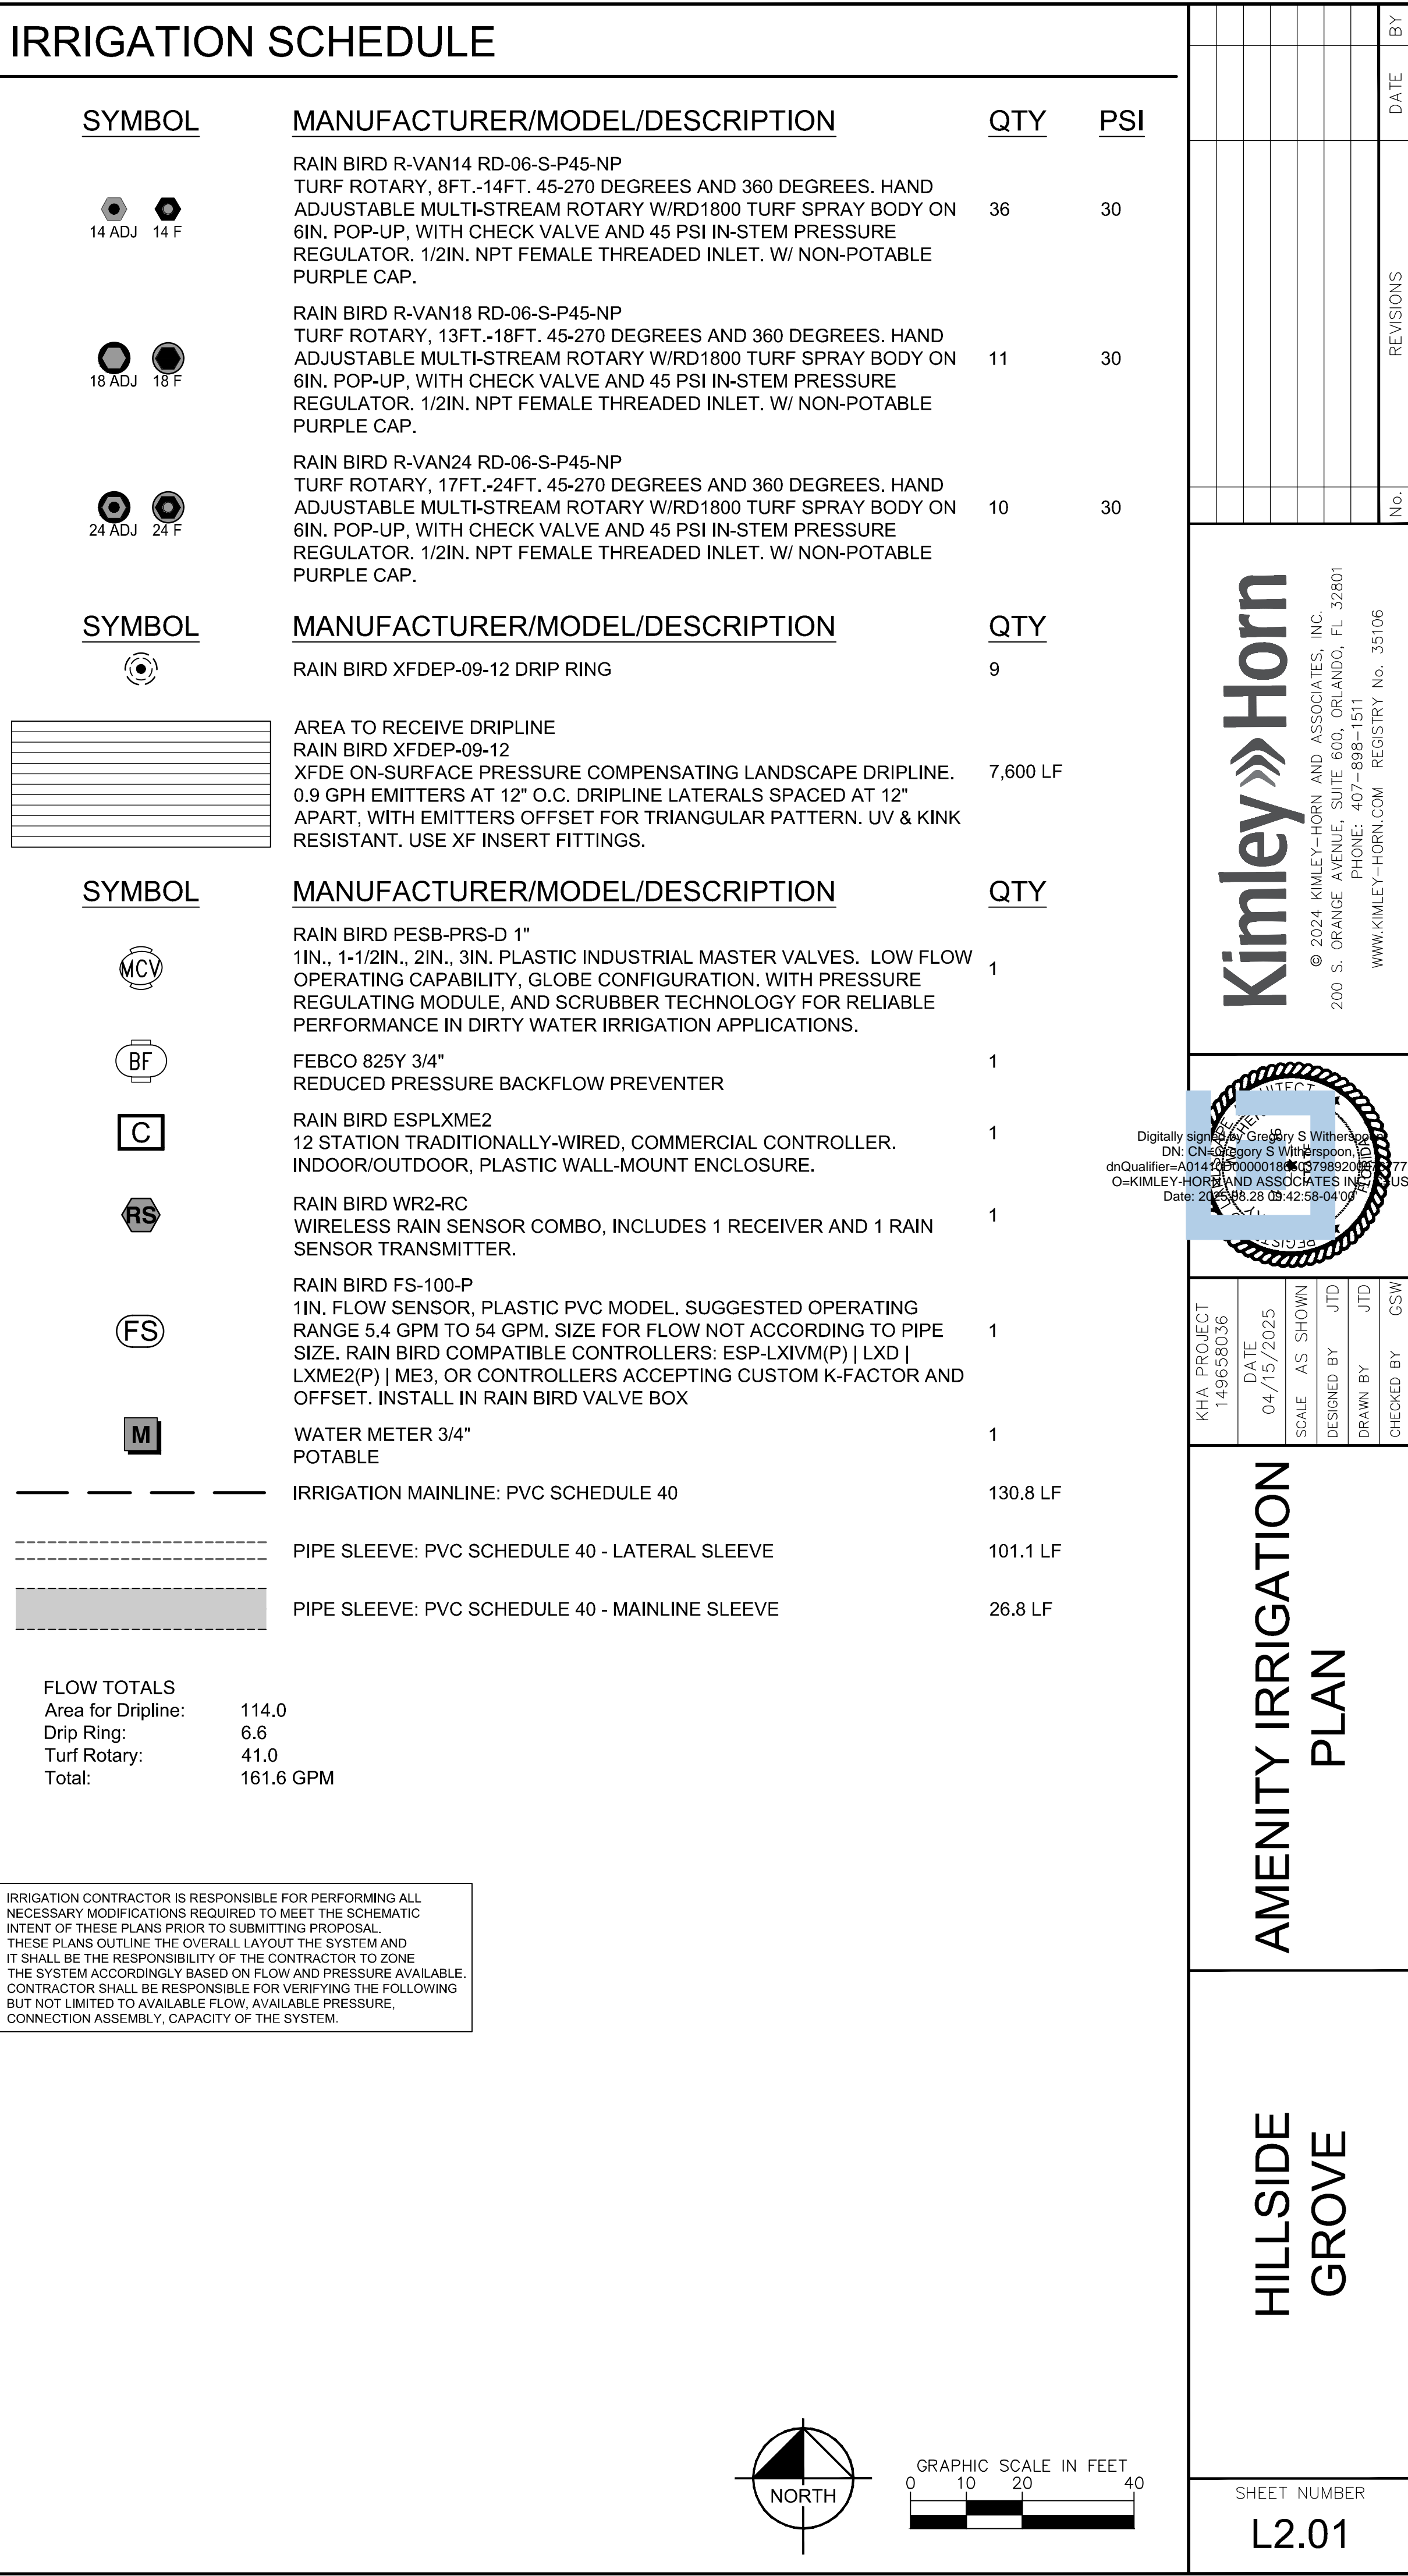 IRRIGATION SCHEDULE
SYMBOL MANUFACTURER/MODEL/DESCRIPTION QTY PSI
RAIN BIRD R-VAN14 RD-06-S-P45-NP
TURF ROTARY, 8FT.-14FT. 45-270 DEGREES AND 360 DEGREES. HAND
ADJUSTABLE MULTI-STREAM ROTARY W/RD1800 TURF SPRAY BODY ON 36 30
14 ADJ 14 F 6IN. POP-UP, WITH CHECK VALVE AND 45 PSI IN-STEM PRESSURE
REGULATOR. 1/2IN. NPT FEMALE THREADED INLET. W/ NON-POTABLE
PURPLE CAP.
RAIN BIRD R-VAN18 RD-06-S-P45-NP
TURF ROTARY, 13FT.-18FT. 45-270 DEGREES AND 360 DEGREES. HAND
ADJUSTABLE MULTI-STREAM ROTARY W/RD1800 TURF SPRAY BODY ON 11 30
18 ADJ 18 F 6IN. POP-UP, WITH CHECK VALVE AND 45 PSI IN-STEM PRESSURE
REGULATOR. 1/2IN. NPT FEMALE THREADED INLET. W/ NON-POTABLE
PURPLE CAP.
RAIN BIRD R-VAN24 RD-06-S-P45-NP
TURF ROTARY, 17FT.-24FT. 45-270 DEGREES AND 360 DEGREES. HAND
ADJUSTABLE MULTI-STREAM ROTARY W/RD1800 TURF SPRAY BODY ON 10 30
24 ADJ 24 F 6IN. POP-UP, WITH CHECK VALVE AND 45 PSI IN-STEM PRESSURE
REGULATOR. 1/2IN. NPT FEMALE THREADED INLET. W/ NON-POTABLE
PURPLE CAP.
SYMBOL MANUFACTURER/MODEL/DESCRIPTION QTY
RAIN BIRD XFDEP-09-12 DRIP RING 9
AREA TO RECEIVE DRIPLINE
RAIN BIRD XFDEP-09-12
XFDE ON-SURFACE PRESSURE COMPENSATING LANDSCAPE DRIPLINE. 7,600 LF
0.9 GPH EMITTERS AT 12" O.C. DRIPLINE LATERALS SPACED AT 12"
APART, WITH EMITTERS OFFSET FOR TRIANGULAR PATTERN. UV & KINK
RESISTANT. USE XF INSERT FITTINGS.
SYMBOL MANUFACTURER/MODEL/DESCRIPTION QTY
RAIN BIRD PESB-PRS-D 1"
1IN., 1-1/2IN., 2IN., 3IN. PLASTIC INDUSTRIAL MASTER VALVES. LOW FLOW
MCV OPERATING CAPABILITY, GLOBE CONFIGURATION. WITH PRESSURE 1
REGULATING MODULE, AND SCRUBBER TECHNOLOGY FOR RELIABLE
PERFORMANCE IN DIRTY WATER IRRIGATION APPLICATIONS.
BF FEBCO 825Y 3/4" 1
REDUCED PRESSURE BACKFLOW PREVENTER
RAIN BIRD ESPLXME2
C 12 STATION TRADITIONALLY-WIRED, COMMERCIAL CONTROLLER. 1
INDOOR/OUTDOOR, PLASTIC WALL-MOUNT ENCLOSURE.
RAIN BIRD WR2-RC
RS WIRELESS RAIN SENSOR COMBO, INCLUDES 1 RECEIVER AND 1 RAIN 1
SENSOR TRANSMITTER.
RAIN BIRD FS-100-P
1IN. FLOW SENSOR, PLASTIC PVC MODEL. SUGGESTED OPERATING
FS RANGE 5.4 GPM TO 54 GPM. SIZE FOR FLOW NOT ACCORDING TO PIPE 1
SIZE. RAIN BIRD COMPATIBLE CONTROLLERS: ESP-LXIVM(P) | LXD |
LXME2(P) | ME3, OR CONTROLLERS ACCEPTING CUSTOM K-FACTOR AND
OFFSET. INSTALL IN RAIN BIRD VALVE BOX
M WATER METER 3/4" 1
POTABLE
IRRIGATION MAINLINE: PVC SCHEDULE 40 130.8 LF
PIPE SLEEVE: PVC SCHEDULE 40 - LATERAL SLEEVE 101.1 LF
PIPE SLEEVE: PVC SCHEDULE 40 - MAINLINE SLEEVE 26.8 LF
FLOW TOTALS
Area for Dripline: 114.0
Drip Ring: 6.6
Turf Rotary: 41.0
Total: 161.6 GPM
IRRIGATION CONTRACTOR IS RESPONSIBLE FOR PERFORMING ALL
NECESSARY MODIFICATIONS REQUIRED TO MEET THE SCHEMATIC
INTENT OF THESE PLANS PRIOR TO SUBMITTING PROPOSAL.
THESE PLANS OUTLINE THE OVERALL LAYOUT THE SYSTEM AND
IT SHALL BE THE RESPONSIBILITY OF THE CONTRACTOR TO ZONE
THE SYSTEM ACCORDINGLY BASED ON FLOW AND PRESSURE AVAILABLE.
CONTRACTOR SHALL BE RESPONSIBLE FOR VERIFYING THE FOLLOWING
BUT NOT LIMITED TO AVAILABLE FLOW, AVAILABLE PRESSURE,
CONNECTION ASSEMBLY, CAPACITY OF THE SYSTEM.
NORTH
GRAPHIC SCALE IN FEET
0 10 20 40
No. REVISIONS DATE BY
Kimley»Horn
© 2024 KIMLEY-HORN AND ASSOCIATES, INC.
200 S. ORANGE AVENUE, SUITE 600, ORLANDO, FL 32801
PHONE: 407-898-1511
WWW.KIMLEY-HORN.COM REGISTRY No. 35106
Digitally signed by Gregory S Witherspoon
DN: CN=Gregory S Witherspoon,
O=KIMLEY-HORN AND ASSOCIATES
Date: 2025.08.28 09:42:58-04'00'
FLORIDA
KHA PROJECT
149658036
DATE
04/15/2025
SCALE AS SHOWN
DESIGNED BY JTD
DRAWN BY JTD
CHECKED BY GSW
AMENITY IRRIGATION
PLAN
HILLSIDE
GROVE
SHEET NUMBER
L2.01